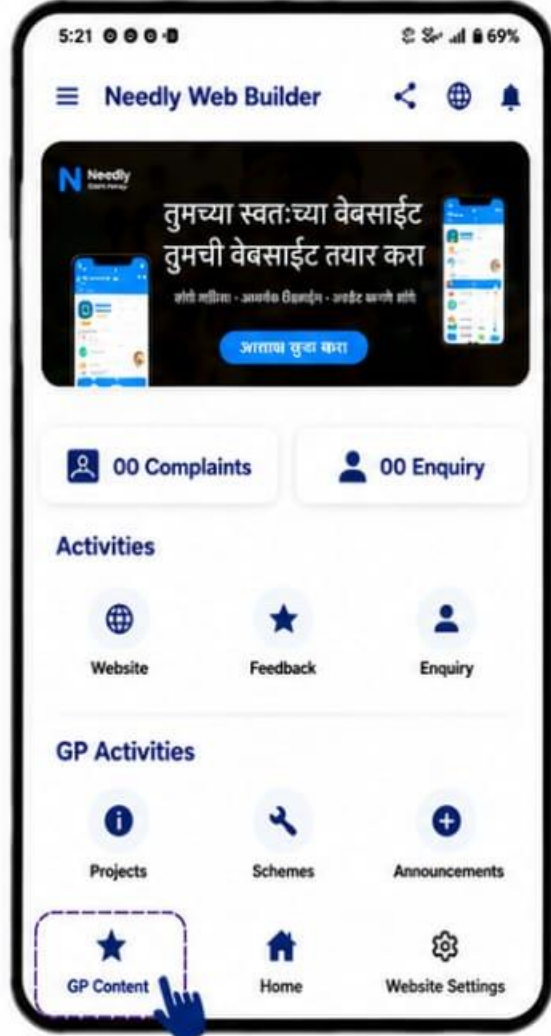 5:21
69%
Needly Web Builder
Needly
तुमच्या स्वतःच्या वेबसाईट
तुमची वेबसाईट तयार करा
00 Complaints
00 Enquiry
Activities
Website
Feedback
Enquiry
GP Activities
Projects
Schemes
Announcements
GP Content
Home
Website Settings